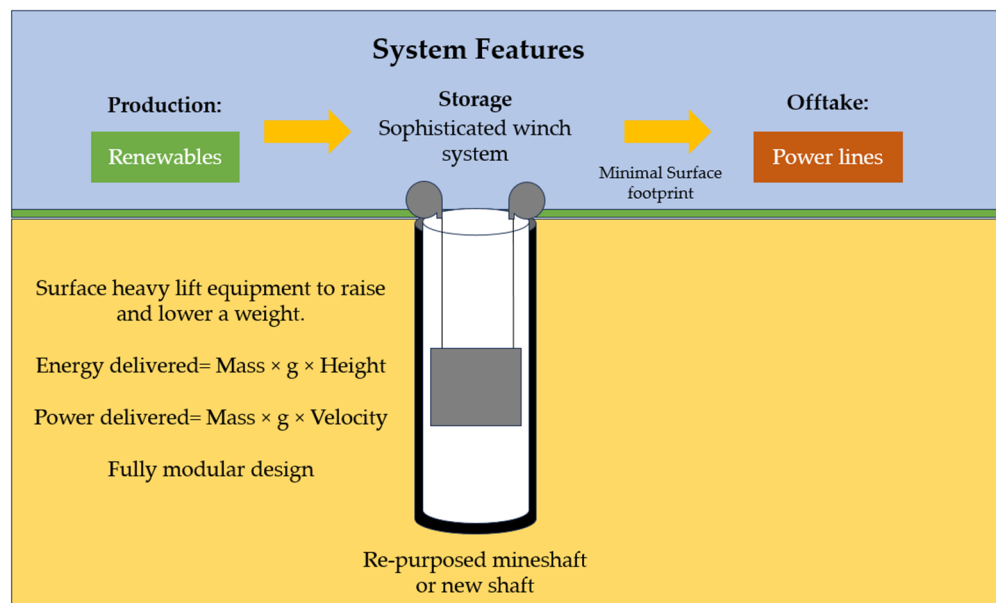 System Features
Production:
Renewables
Storage
Sophisticated winch
system
Minimal Surface
footprint
Offtake:
Power lines
Surface heavy lift equipment to raise
and lower a weight.
Energy delivered= Mass × g × Height
Power delivered= Mass × g × Velocity
Fully modular design
Re-purposed mineshaft
or new shaft